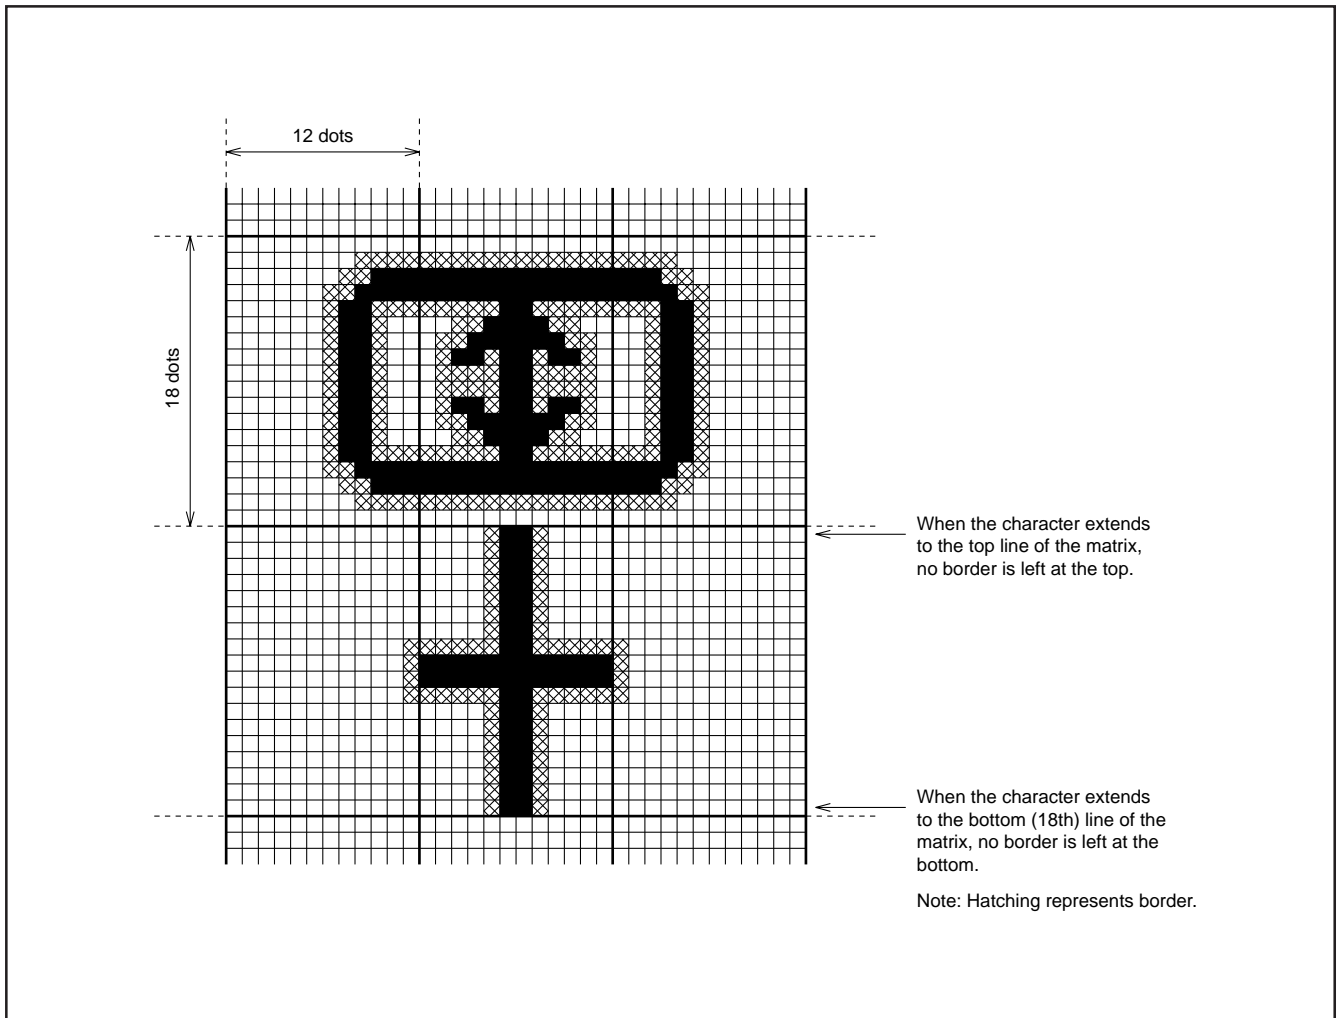 12 dots
18 dots
When the character extends
to the top line of the matrix,
no border is left at the top.
When the character extends
to the bottom (18th) line of the
matrix, no border is left at the
bottom.
Note: Hatching represents border.